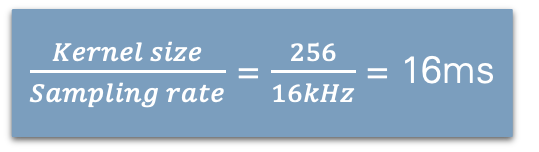 Kernel size / Sampling rate = 256 / 16kHz = 16ms